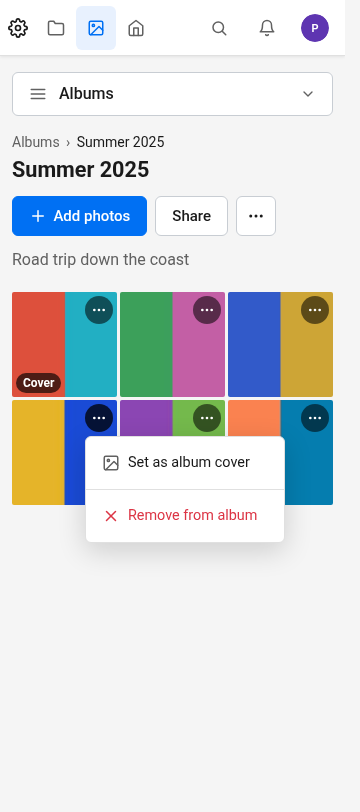 P
Albums
Albums › Summer 2025
Summer 2025
Add photos
Share
Road trip down the coast
Cover
Set as album cover
Remove from album